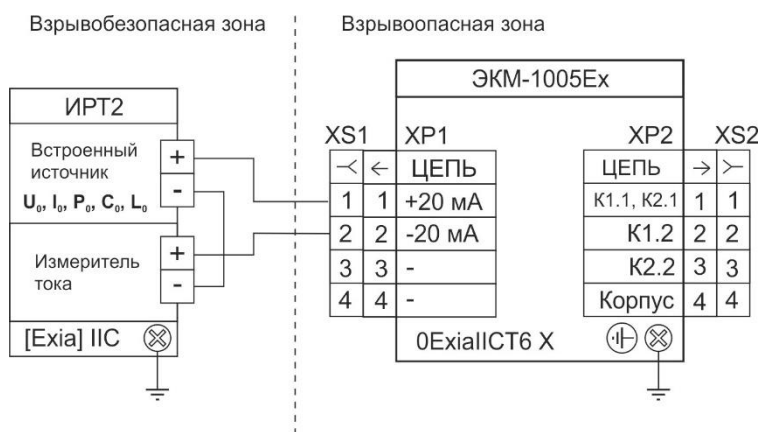 Взрывобезопасная зона
Взрывоопасная зона
ИРТ2
Встроенный
источник
U₀, I₀, P₀, C₀, L₀
+
-
Измеритель
тока
+
-
[Exia] IIC
ЭКМ-1005Ex
XS1 XP1
ЦЕПЬ
1 1 +20 мА
2 2 -20 мА
3 3 -
4 4 -
XP2 XS2
ЦЕПЬ
К1.1, К2.1 1 1
К1.2 2 2
К2.2 3 3
Корпус 4 4
0ExiaIICT6 X